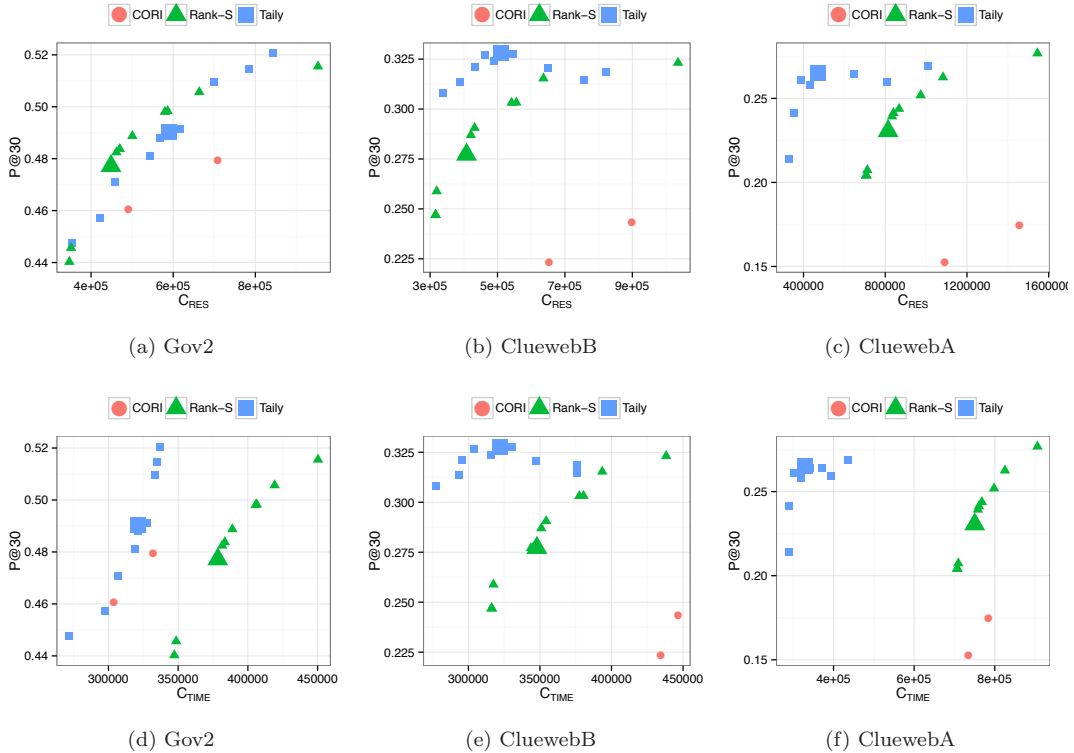 CORI Rank−S Taily
CORI Rank−S Taily
CORI Rank−S Taily
0.52
0.50
0.48
0.46
0.44
P@30
4e+05 6e+05 8e+05
C_RES
0.325
0.300
0.275
0.250
0.225
P@30
3e+05 5e+05 7e+05 9e+05
C_RES
0.25
0.20
0.15
P@30
400000 800000 1200000 1600000
C_RES
(a) Gov2
(b) CluewebB
(c) CluewebA
CORI Rank−S Taily
CORI Rank−S Taily
CORI Rank−S Taily
0.52
0.50
0.48
0.46
0.44
P@30
300000 350000 400000 450000
C_TIME
0.325
0.300
0.275
0.250
0.225
P@30
300000 350000 400000 450000
C_TIME
0.25
0.20
0.15
P@30
4e+05 6e+05 8e+05
C_TIME
(d) Gov2
(e) CluewebB
(f) CluewebA